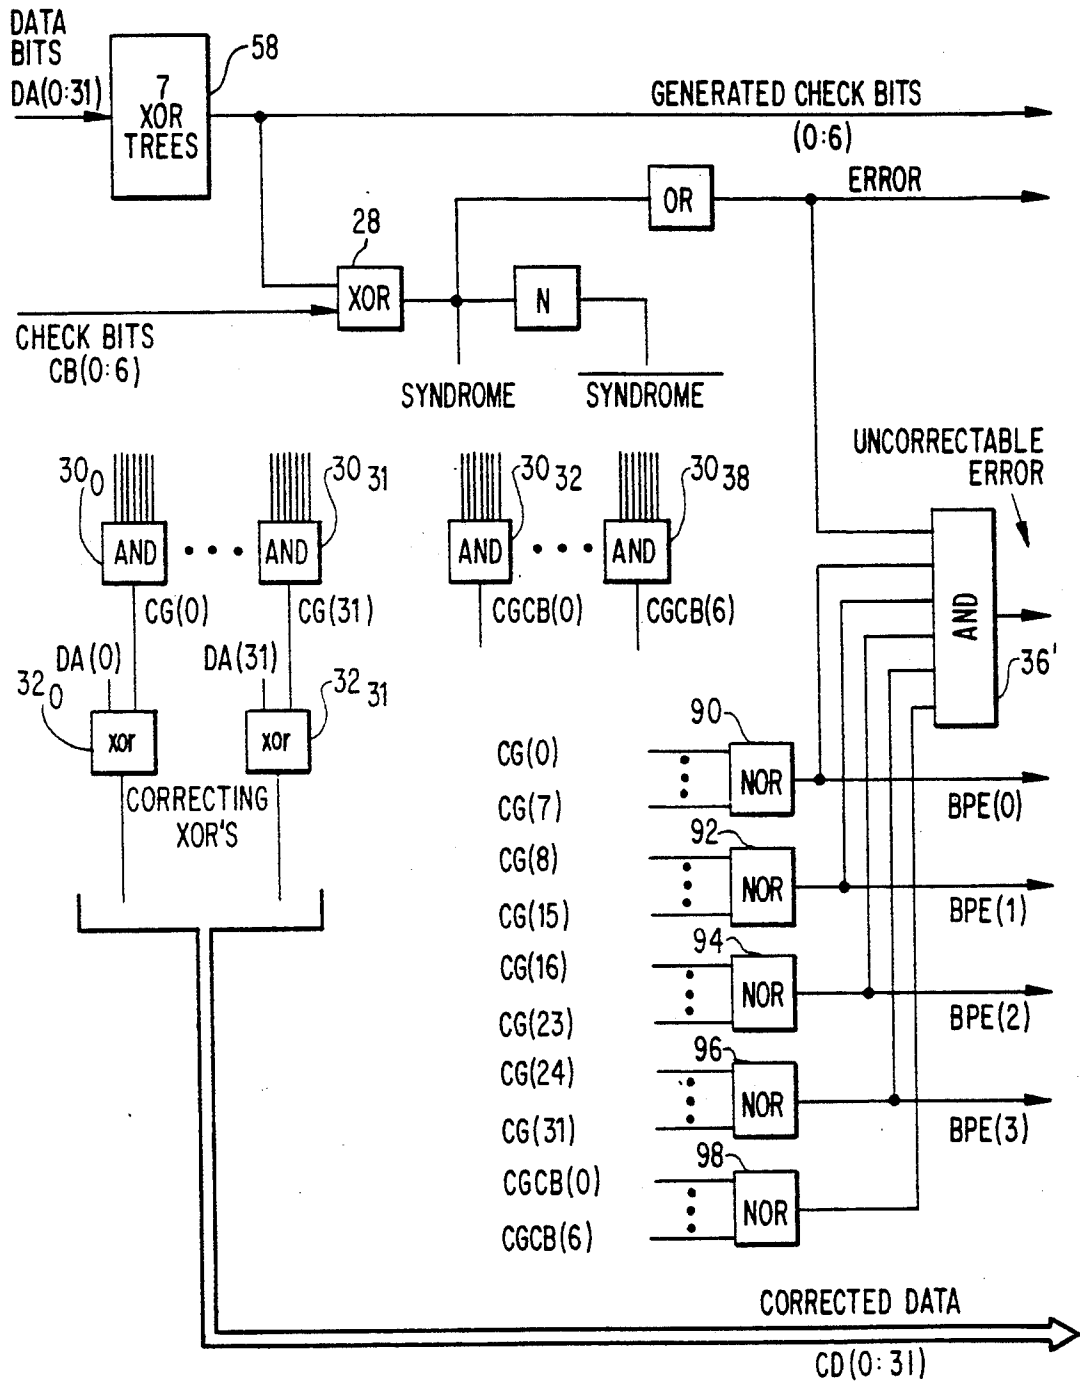 DATA
BITS
DA(0:31)
7
XOR
TREES
58
GENERATED CHECK BITS
(0:6)
OR
ERROR
28
XOR
N
CHECK BITS
CB(0:6)
SYNDROME
SYNDROME
UNCORRECTABLE
ERROR
30 0
30 31
30 32
30 38
AND
AND
AND
AND
CG(0)
CG(31)
CGCB(0)
CGCB(6)
AND
36'
DA(0)
DA(31)
32 0
32 31
xor
xor
CORRECTING
XOR'S
90
CG(0)
NOR
CG(7)
BPE(0)
92
CG(8)
NOR
CG(15)
BPE(1)
94
CG(16)
NOR
CG(23)
BPE(2)
96
CG(24)
NOR
CG(31)
BPE(3)
98
CGCB(0)
NOR
CGCB(6)
CORRECTED DATA
CD(0:31)